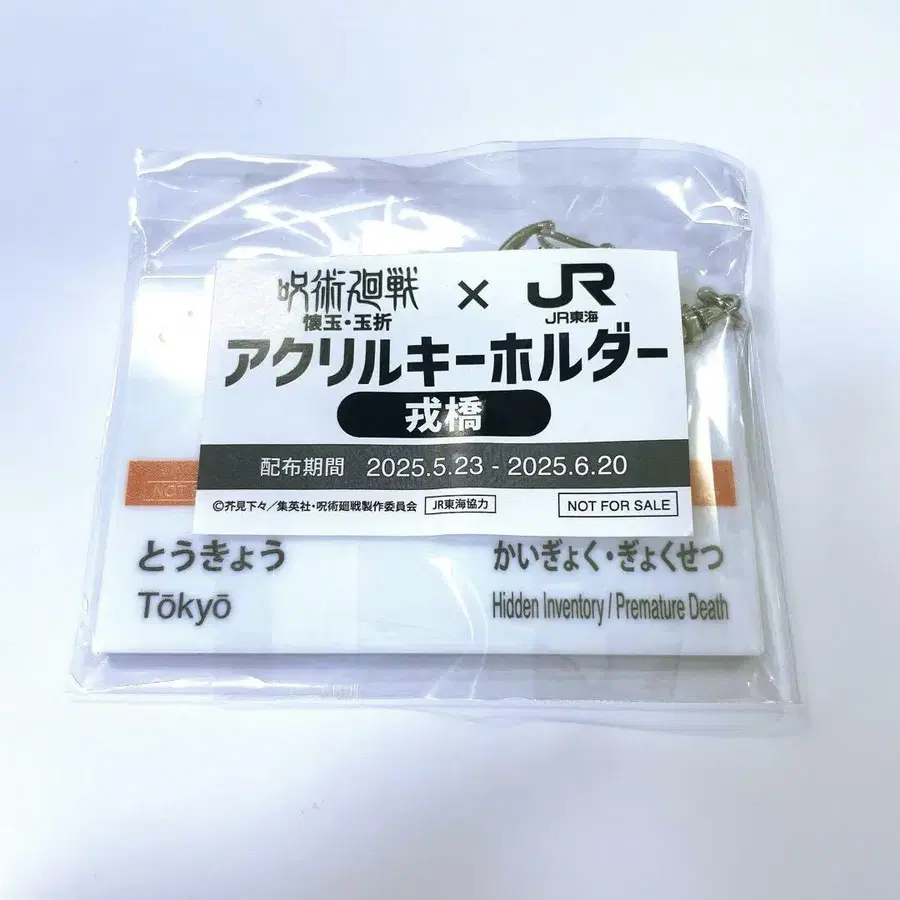 呪術廻戦 × JR
懐玉・玉折 JR東海
アクリルキーホルダー
戎橋
配布期間 2025.5.23 - 2025.6.20
©芥見下々/集英社・呪術廻戦製作委員会 JR東海協力 NOT FOR SALE
NOT
とうきょう かいぎょく・ぎょくせつ
Tōkyō Hidden Inventory / Premature Death